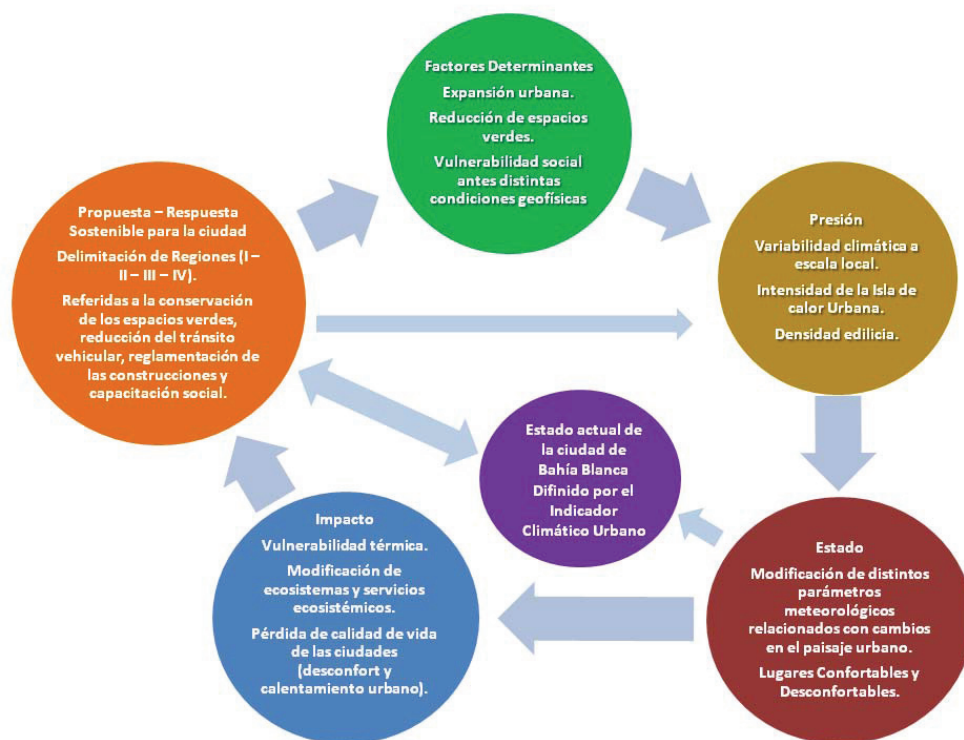 Factores Determinantes
Expansión urbana.
Reducción de espacios
verdes.
Vulnerabilidad social
antes distintas
condiciones geofísicas
Propuesta – Respuesta
Sostenible para la ciudad
Delimitación de Regiones (I –
II – III – IV).
Referidas a la conservación
de los espacios verdes,
reducción del tránsito
vehicular, reglamentación de
las construcciones y
capacitación social.
Presión
Variabilidad climática a
escala local.
Intensidad de la Isla de
calor Urbana.
Densidad edilicia.
Estado actual de
la ciudad de
Bahía Blanca
Difinido por el
Indicador
Climático Urbano
Impacto
Vulnerabilidad térmica.
Modificación de
ecosistemas y servicios
ecosistémicos.
Pérdida de calidad de vida
de las ciudades
(desconfort y
calentamiento urbano).
Estado
Modificación de distintos
parámetros
meteorológicos
relacionados con cambios
en el paisaje urbano.
Lugares Confortables y
Desconfortables.